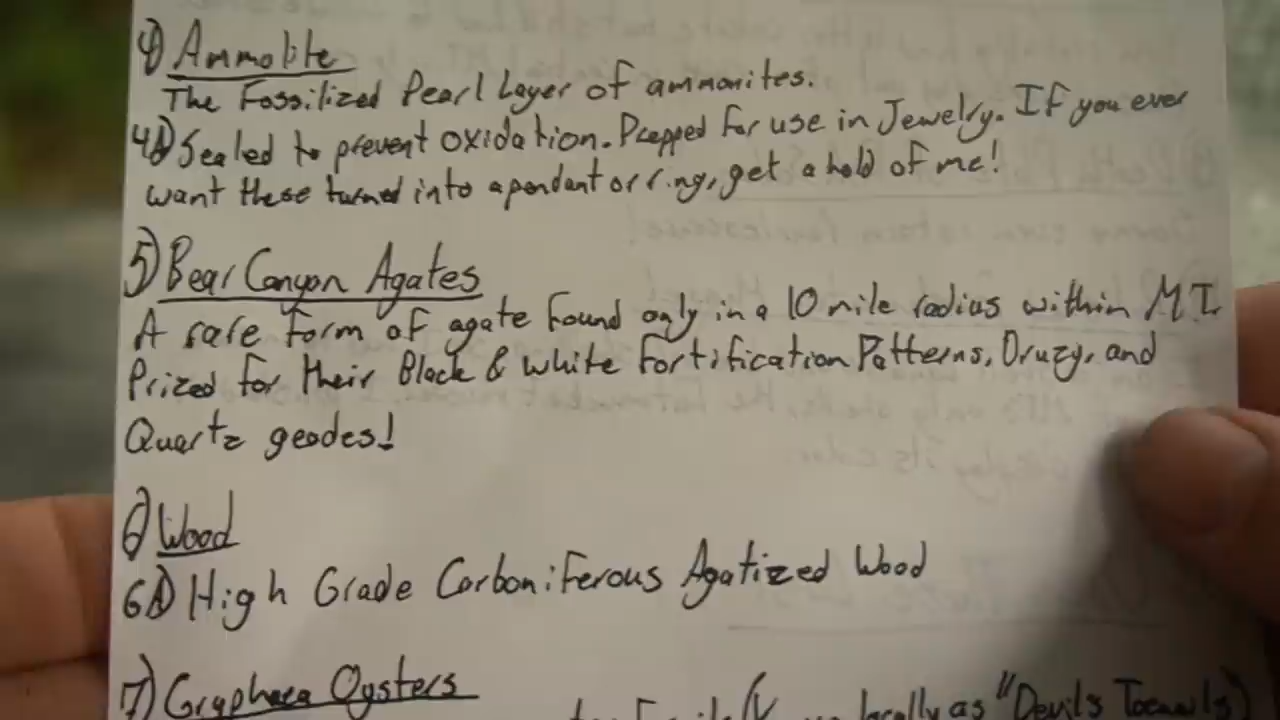 4) Ammolite
The Fossilized Pearl Layer of ammonites.
4A) Sealed to prevent oxidation. Prepped for use in Jewelry. If you ever
want these turned into a pendant or ring, get a hold of me!
5) Bear Canyon Agates
A rare form of agate found only in a 10 mile radius within MT
Prized for their Black & white fortification Patterns, Druzy, and
Quartz geodes!
6) Wood
6A) High Grade Carboniferous Agatized Wood
7) Gryphaea Oysters
locally as "Devils Toenails)